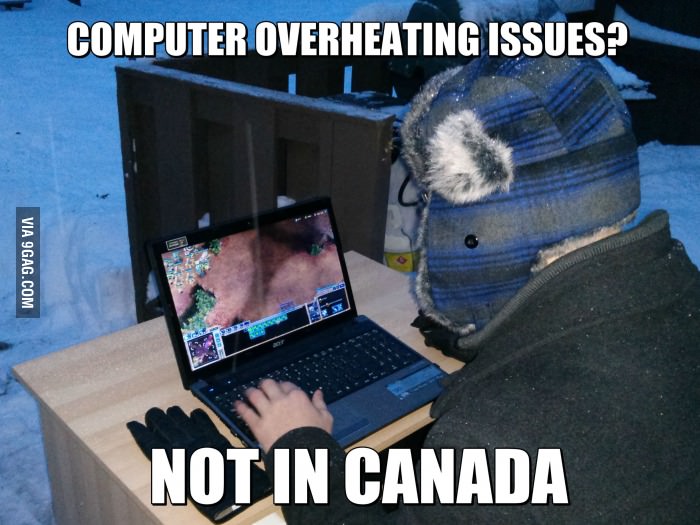 COMPUTER OVERHEATING ISSUES?
VIA 9GAG.COM
acer
NOT IN CANADA